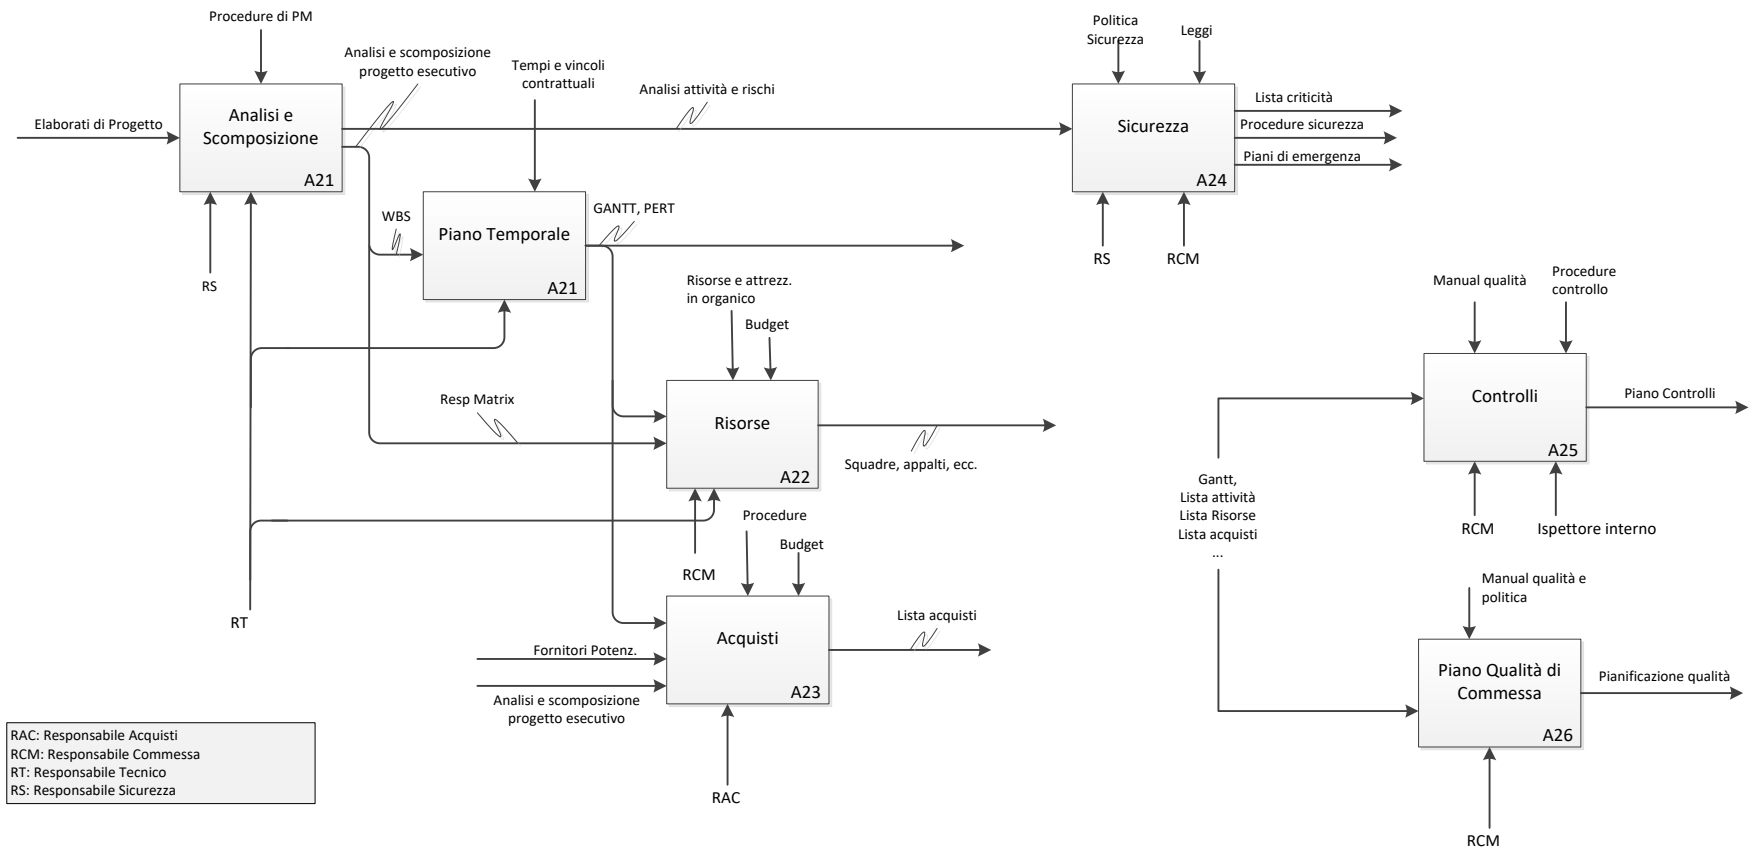 Procedure di PM
Analisi e scomposizione
progetto esecutivo
Tempi e vincoli
contrattuali
Analisi attività e rischi
Politica
Sicurezza
Leggi
Elaborati di Progetto
Analisi e
Scomposizione
A21
Sicurezza
A24
Lista criticità
Procedure sicurezza
Piani di emergenza
RS
WBS
Piano Temporale
A21
GANTT, PERT
RS
RCM
Risorse e attrezz.
in organico
Budget
Manual qualità
Procedure
controllo
Resp Matrix
Risorse
A22
Squadre, appalti, ecc.
Controlli
A25
Piano Controlli
Gantt,
Lista attività
Lista Risorse
Lista acquisti
...
RCM
Ispettore interno
Procedure
Budget
RCM
RT
Acquisti
A23
Lista acquisti
Fornitori Potenz.
Analisi e scomposizione
progetto esecutivo
RAC
Manual qualità e
politica
Piano Qualità di
Commessa
A26
Pianificazione qualità
RCM
RAC: Responsabile Acquisti
RCM: Responsabile Commessa
RT: Responsabile Tecnico
RS: Responsabile Sicurezza